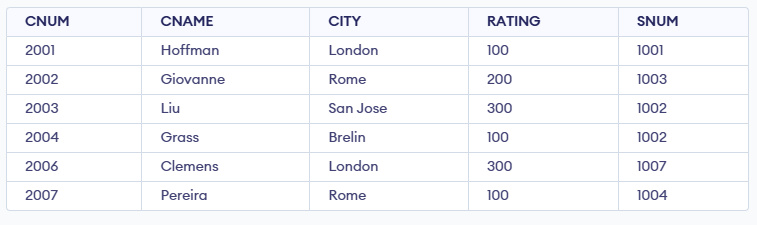 CNUM CNAME CITY RATING SNUM
2001 Hoffman London 100 1001
2002 Giovanne Rome 200 1003
2003 Liu San Jose 300 1002
2004 Grass Brelin 100 1002
2006 Clemens London 300 1007
2007 Pereira Rome 100 1004